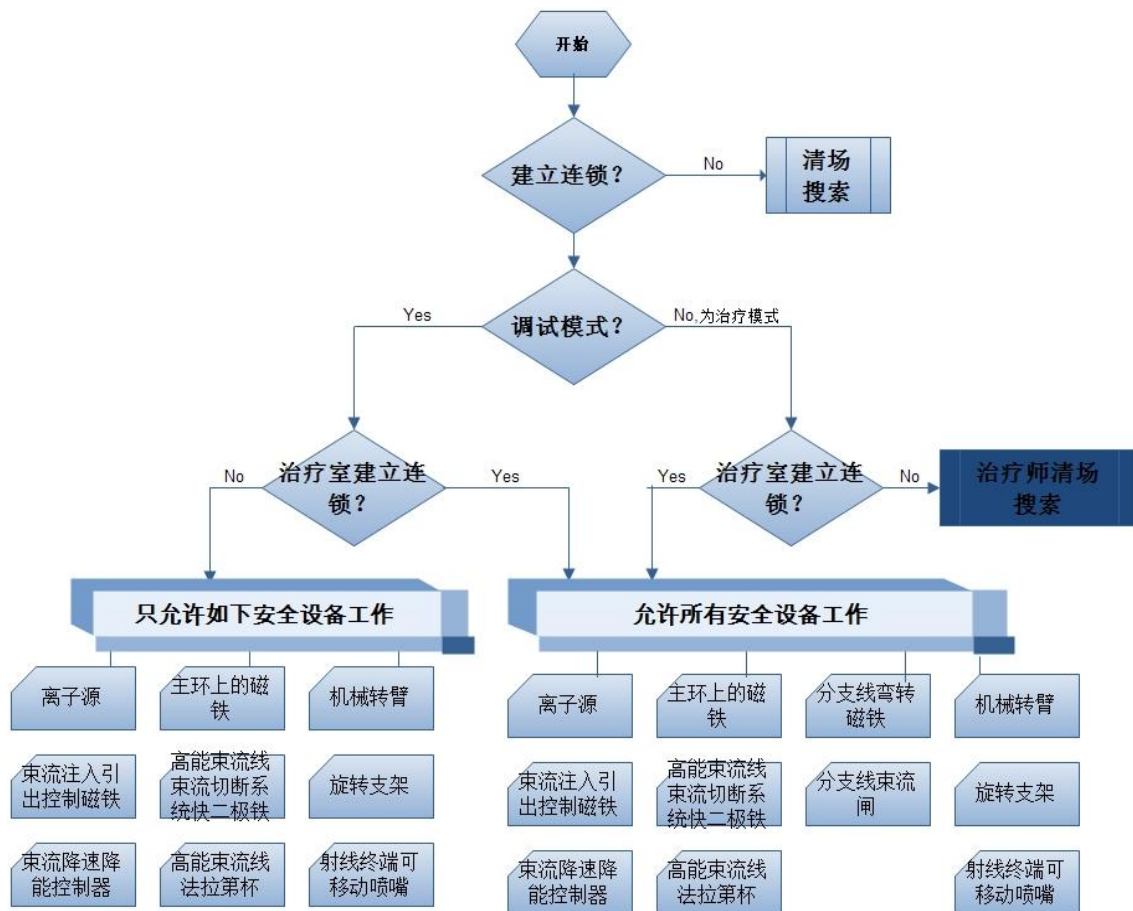 开始
建立连锁？
No
清场
搜索
调试模式？
Yes
No,为治疗模式
治疗室建立连
锁？
No
Yes
治疗室建立连
锁？
Yes
No
治疗师清场
搜索
只允许如下安全设备工作
允许所有安全设备工作
离子源
主环上的磁
铁
机械转臂
束流注入引
出控制磁铁
高能束流线
束流切断系
统快二极铁
旋转支架
束流降速降
能控制器
高能束流线
法拉第杯
射线终端可
移动喷嘴
离子源
主环上的磁
铁
分支线弯转
磁铁
机械转臂
束流注入引
出控制磁铁
高能束流线
束流切断系
统快二极铁
分支线束流
闸
旋转支架
束流降速降
能控制器
高能束流线
法拉第杯
射线终端可
移动喷嘴